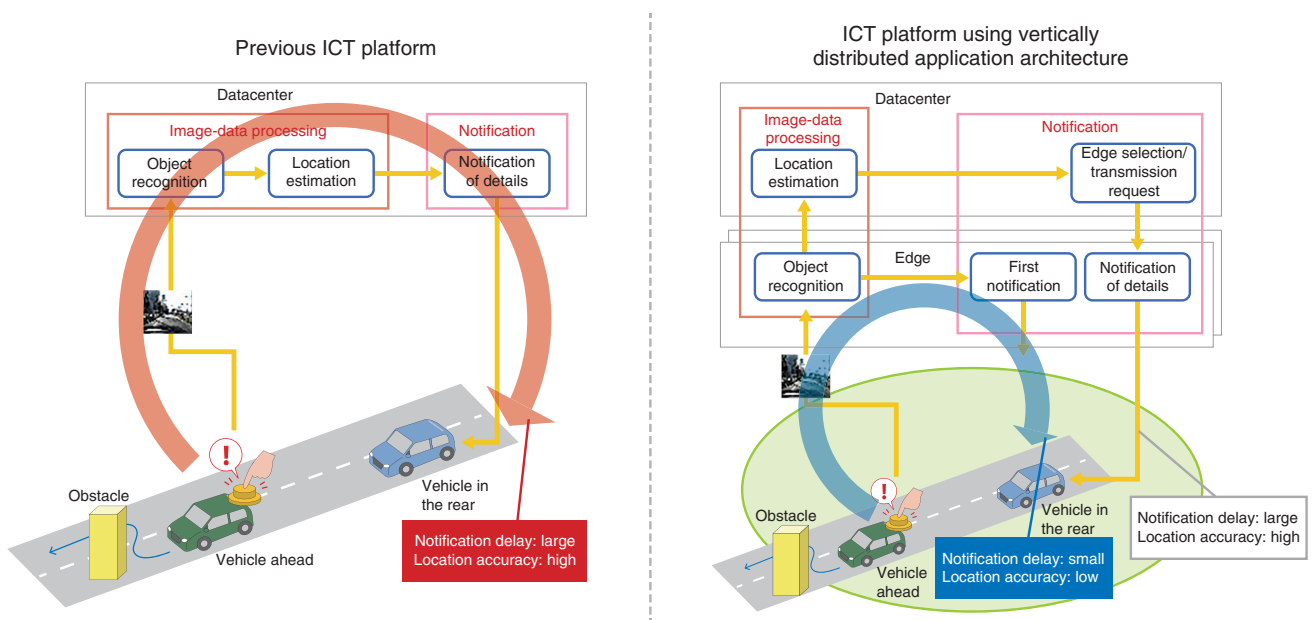 Previous ICT platform
Datacenter
Image-data processing
Notification
Object
recognition
Location
estimation
Notification
of details
!
Obstacle
Vehicle ahead
Vehicle in
the rear
Notification delay: large
Location accuracy: high
ICT platform using vertically
distributed application architecture
Datacenter
Image-data
processing
Notification
Location
estimation
Edge selection/
transmission
request
Edge
Object
recognition
First
notification
Notification
of details
!
Obstacle
Vehicle
ahead
Vehicle in
the rear
Notification delay: small
Location accuracy: low
Notification delay: large
Location accuracy: high